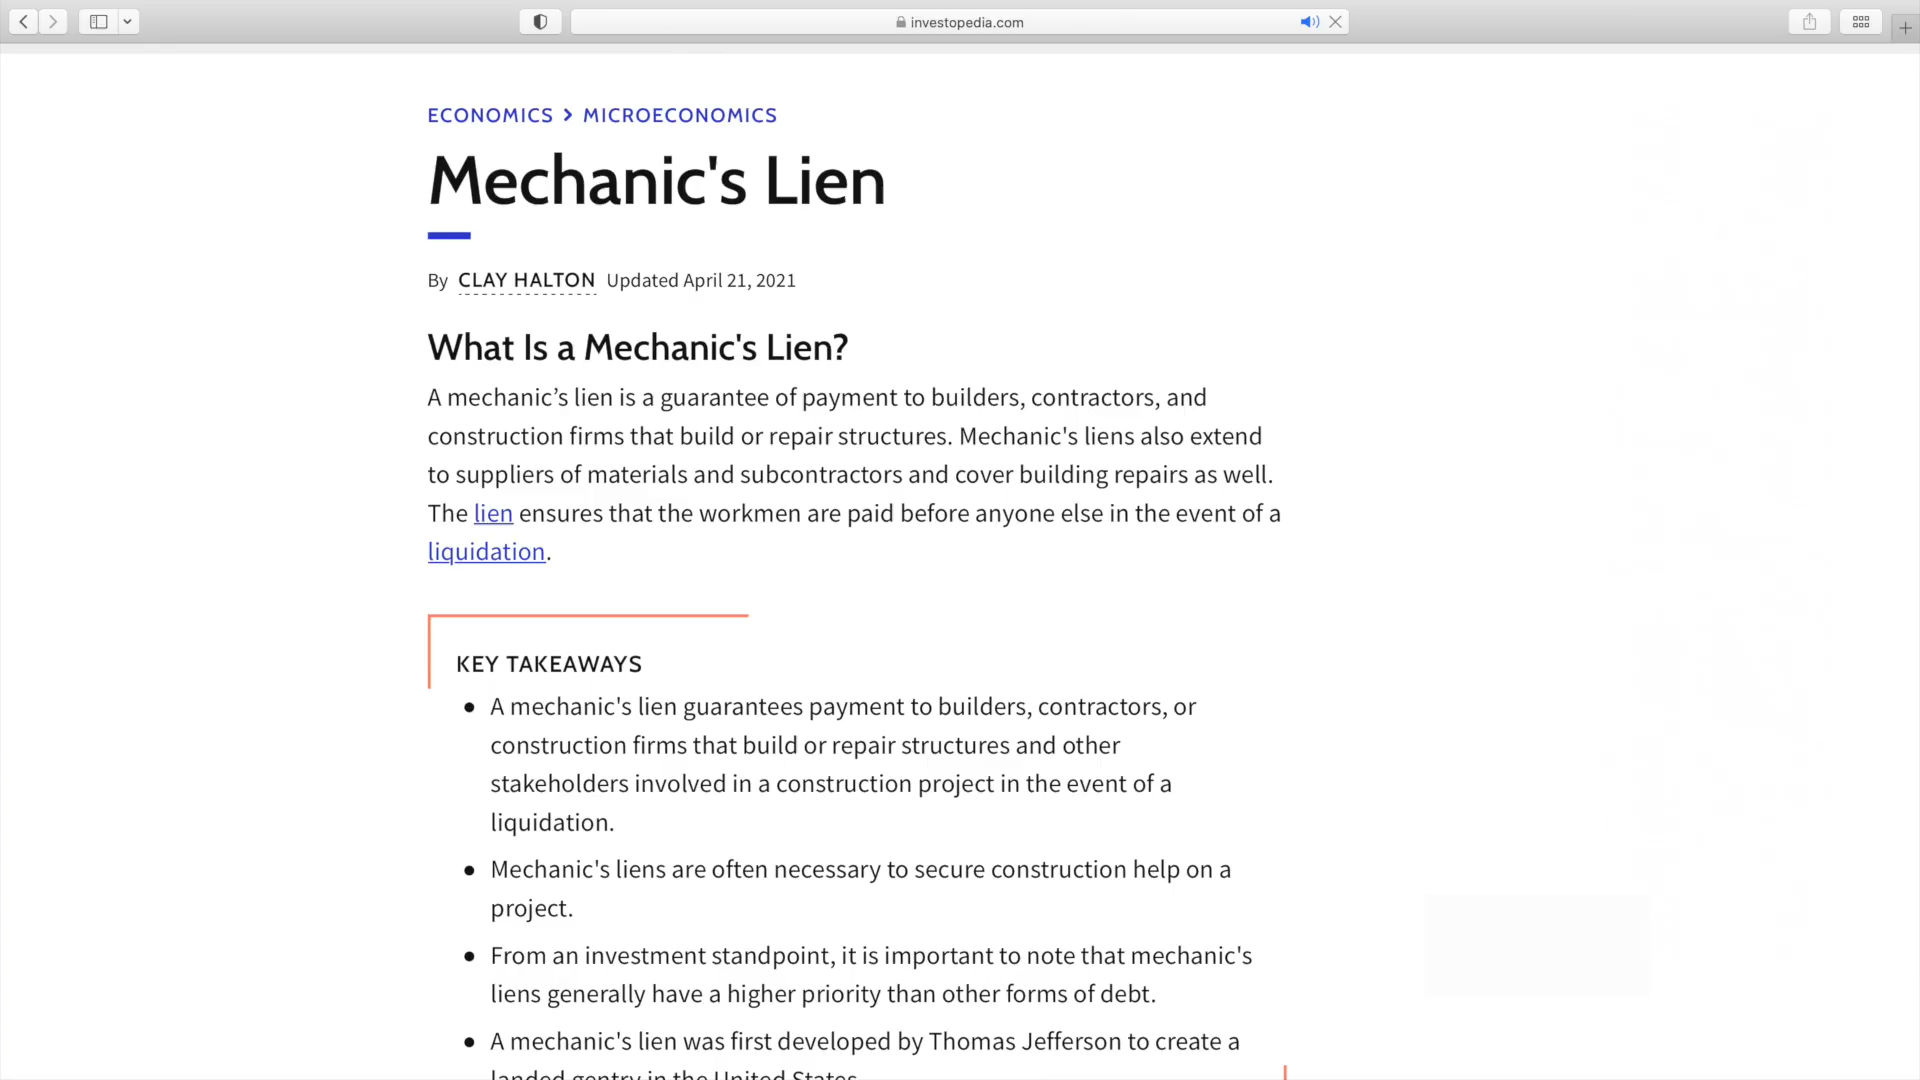 investopedia.com
ECONOMICS > MICROECONOMICS
Mechanic's Lien
By CLAY HALTON Updated April 21, 2021
What Is a Mechanic's Lien?
A mechanic’s lien is a guarantee of payment to builders, contractors, and
construction firms that build or repair structures. Mechanic's liens also extend
to suppliers of materials and subcontractors and cover building repairs as well.
The lien ensures that the workmen are paid before anyone else in the event of a
liquidation.
KEY TAKEAWAYS
● A mechanic's lien guarantees payment to builders, contractors, or
construction firms that build or repair structures and other
stakeholders involved in a construction project in the event of a
liquidation.
● Mechanic's liens are often necessary to secure construction help on a
project.
● From an investment standpoint, it is important to note that mechanic's
liens generally have a higher priority than other forms of debt.
● A mechanic's lien was first developed by Thomas Jefferson to create a
landed gentry in the United States.